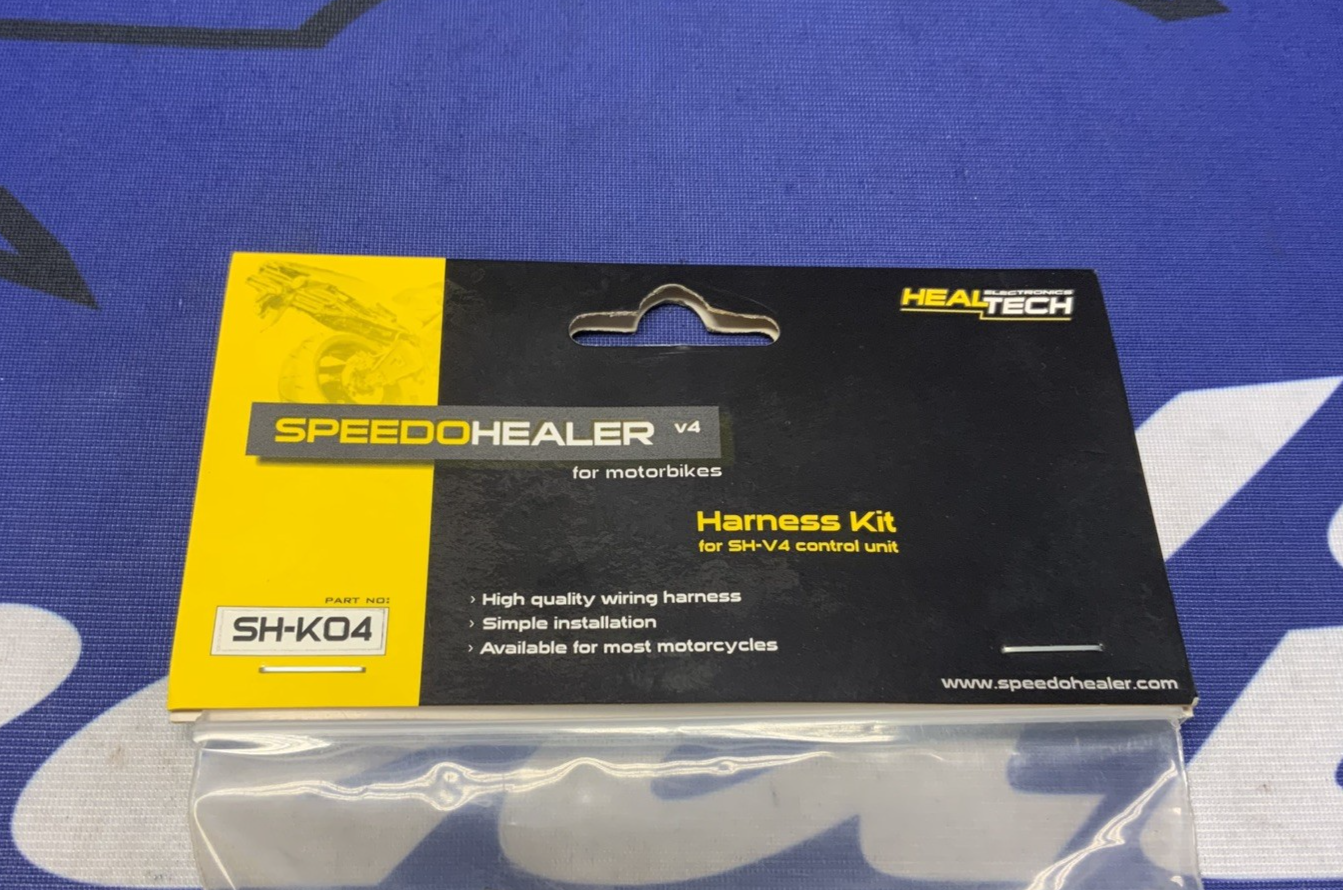 HEALTECH
ELECTRONICS
SPEEDOHEALER v4
for motorbikes
Harness Kit
for SH-V4 control unit
› High quality wiring harness
› Simple installation
› Available for most motorcycles
PART NO:
SH-K04
www.speedohealer.com